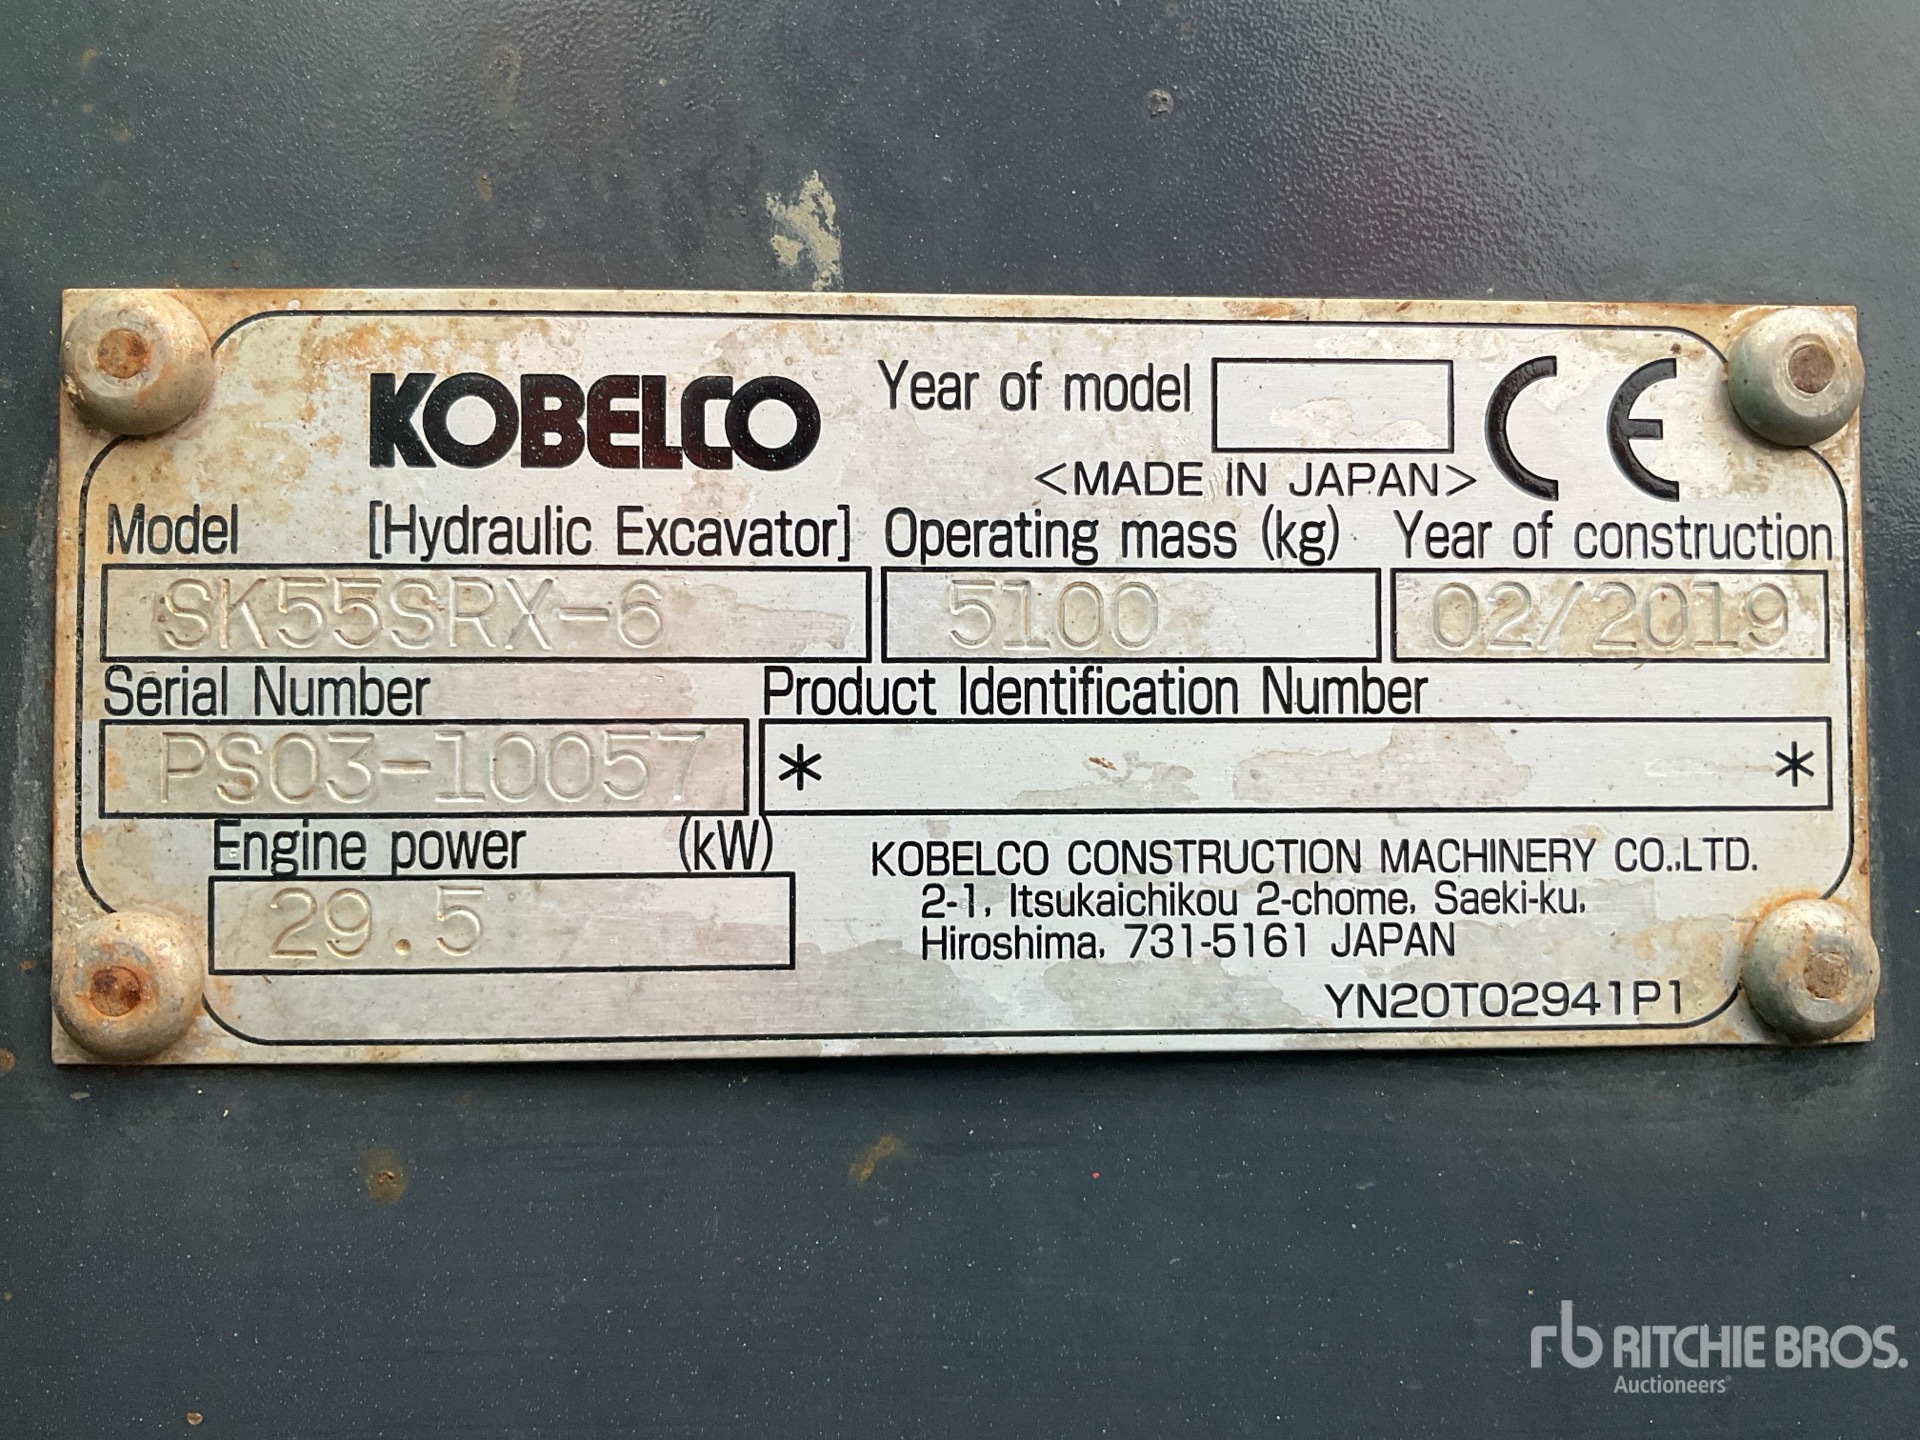 KOBELCO Year of model CE
<MADE IN JAPAN>
Model [Hydraulic Excavator] Operating mass (kg) Year of construction
SK55SRX-6 5100 02/2019
Serial Number Product Identification Number
PS03-10057 * *
Engine power (kW)
29.5
KOBELCO CONSTRUCTION MACHINERY CO.,LTD.
2-1, Itsukaichikou 2-chome, Saeki-ku,
Hiroshima, 731-5161 JAPAN
YN20T02941P1
rb RITCHIE BROS.
Auctioneers